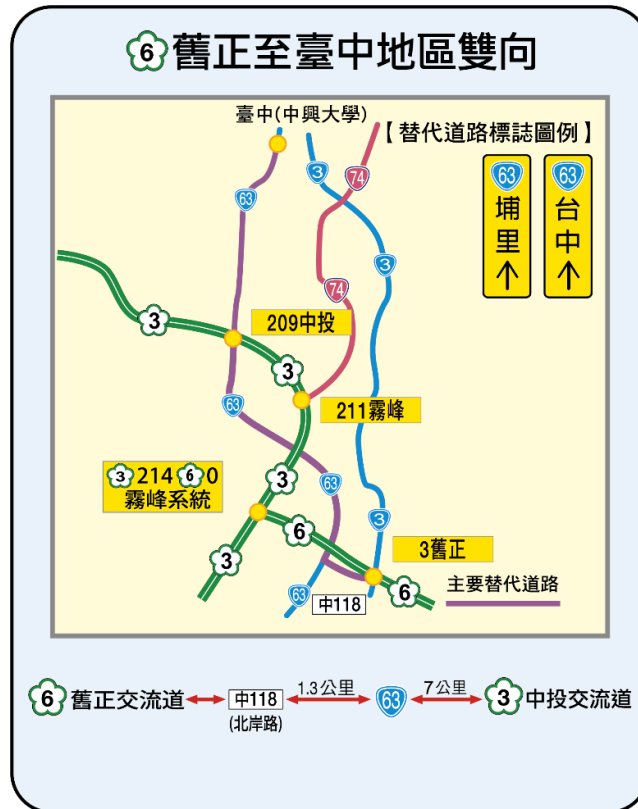 6 舊正至臺中地區雙向
臺中(中興大學)
【替代道路標誌圖例】
63 埔里 ↑
63 台中 ↑
74
3
63
3
74
3
209中投
3
63
211霧峰
3 214 6 0
霧峰系統
3
63
3
6
3舊正
3
63
中118
6
主要替代道路
6 舊正交流道 中118 1.3公里 63 7公里 3 中投交流道
(北岸路)